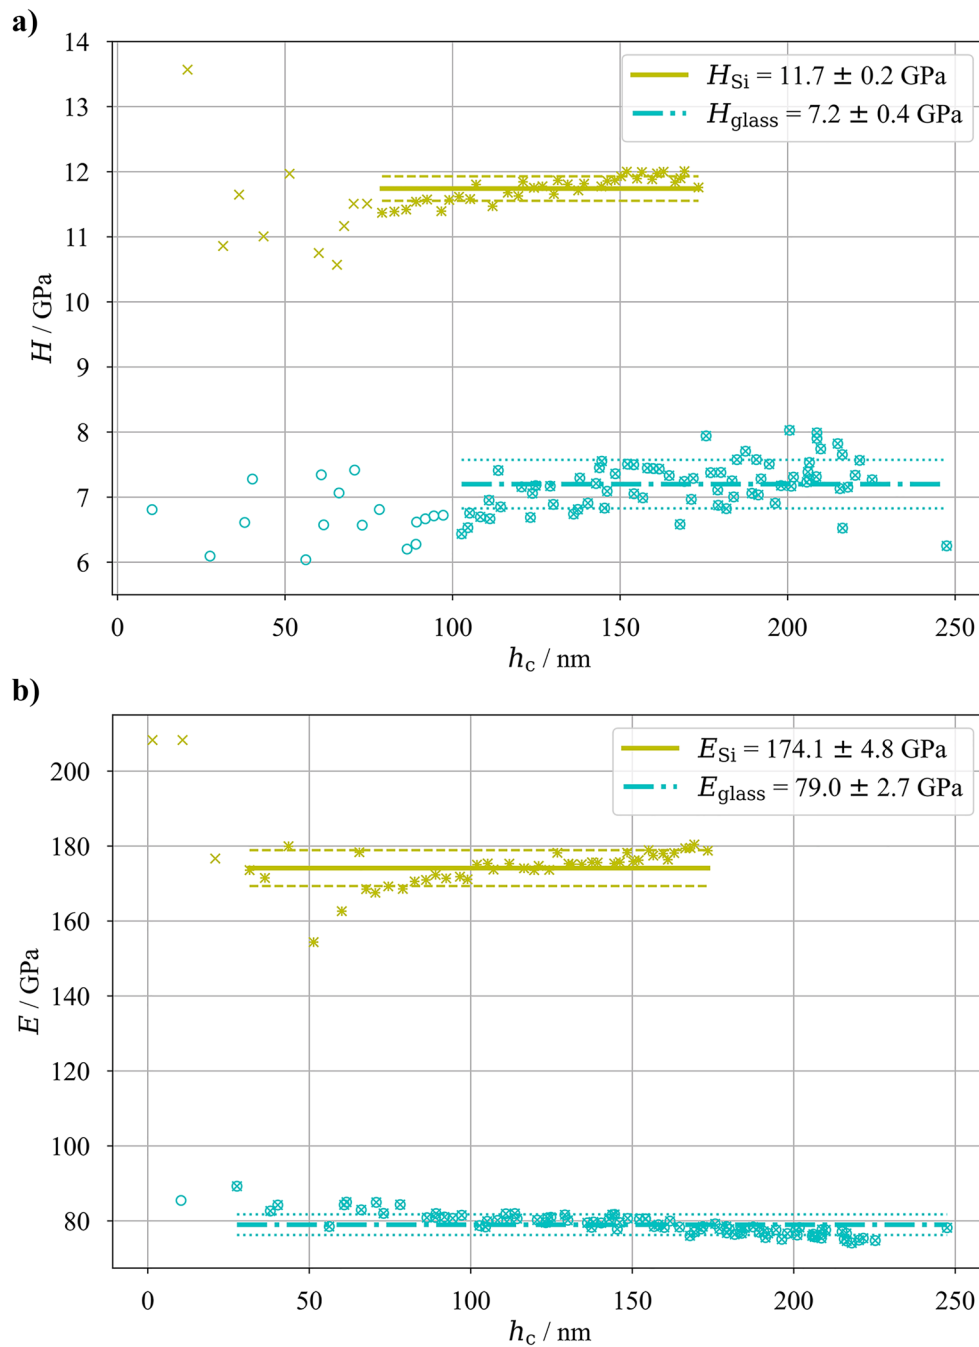 a)
14
13
12
11
10
9
8
7
6
H / GPa
H_Si = 11.7 ± 0.2 GPa
H_glass = 7.2 ± 0.4 GPa
0 50 100 150 200 250
h_c / nm
b)
200
180
160
140
120
100
80
E / GPa
E_Si = 174.1 ± 4.8 GPa
E_glass = 79.0 ± 2.7 GPa
0 50 100 150 200 250
h_c / nm